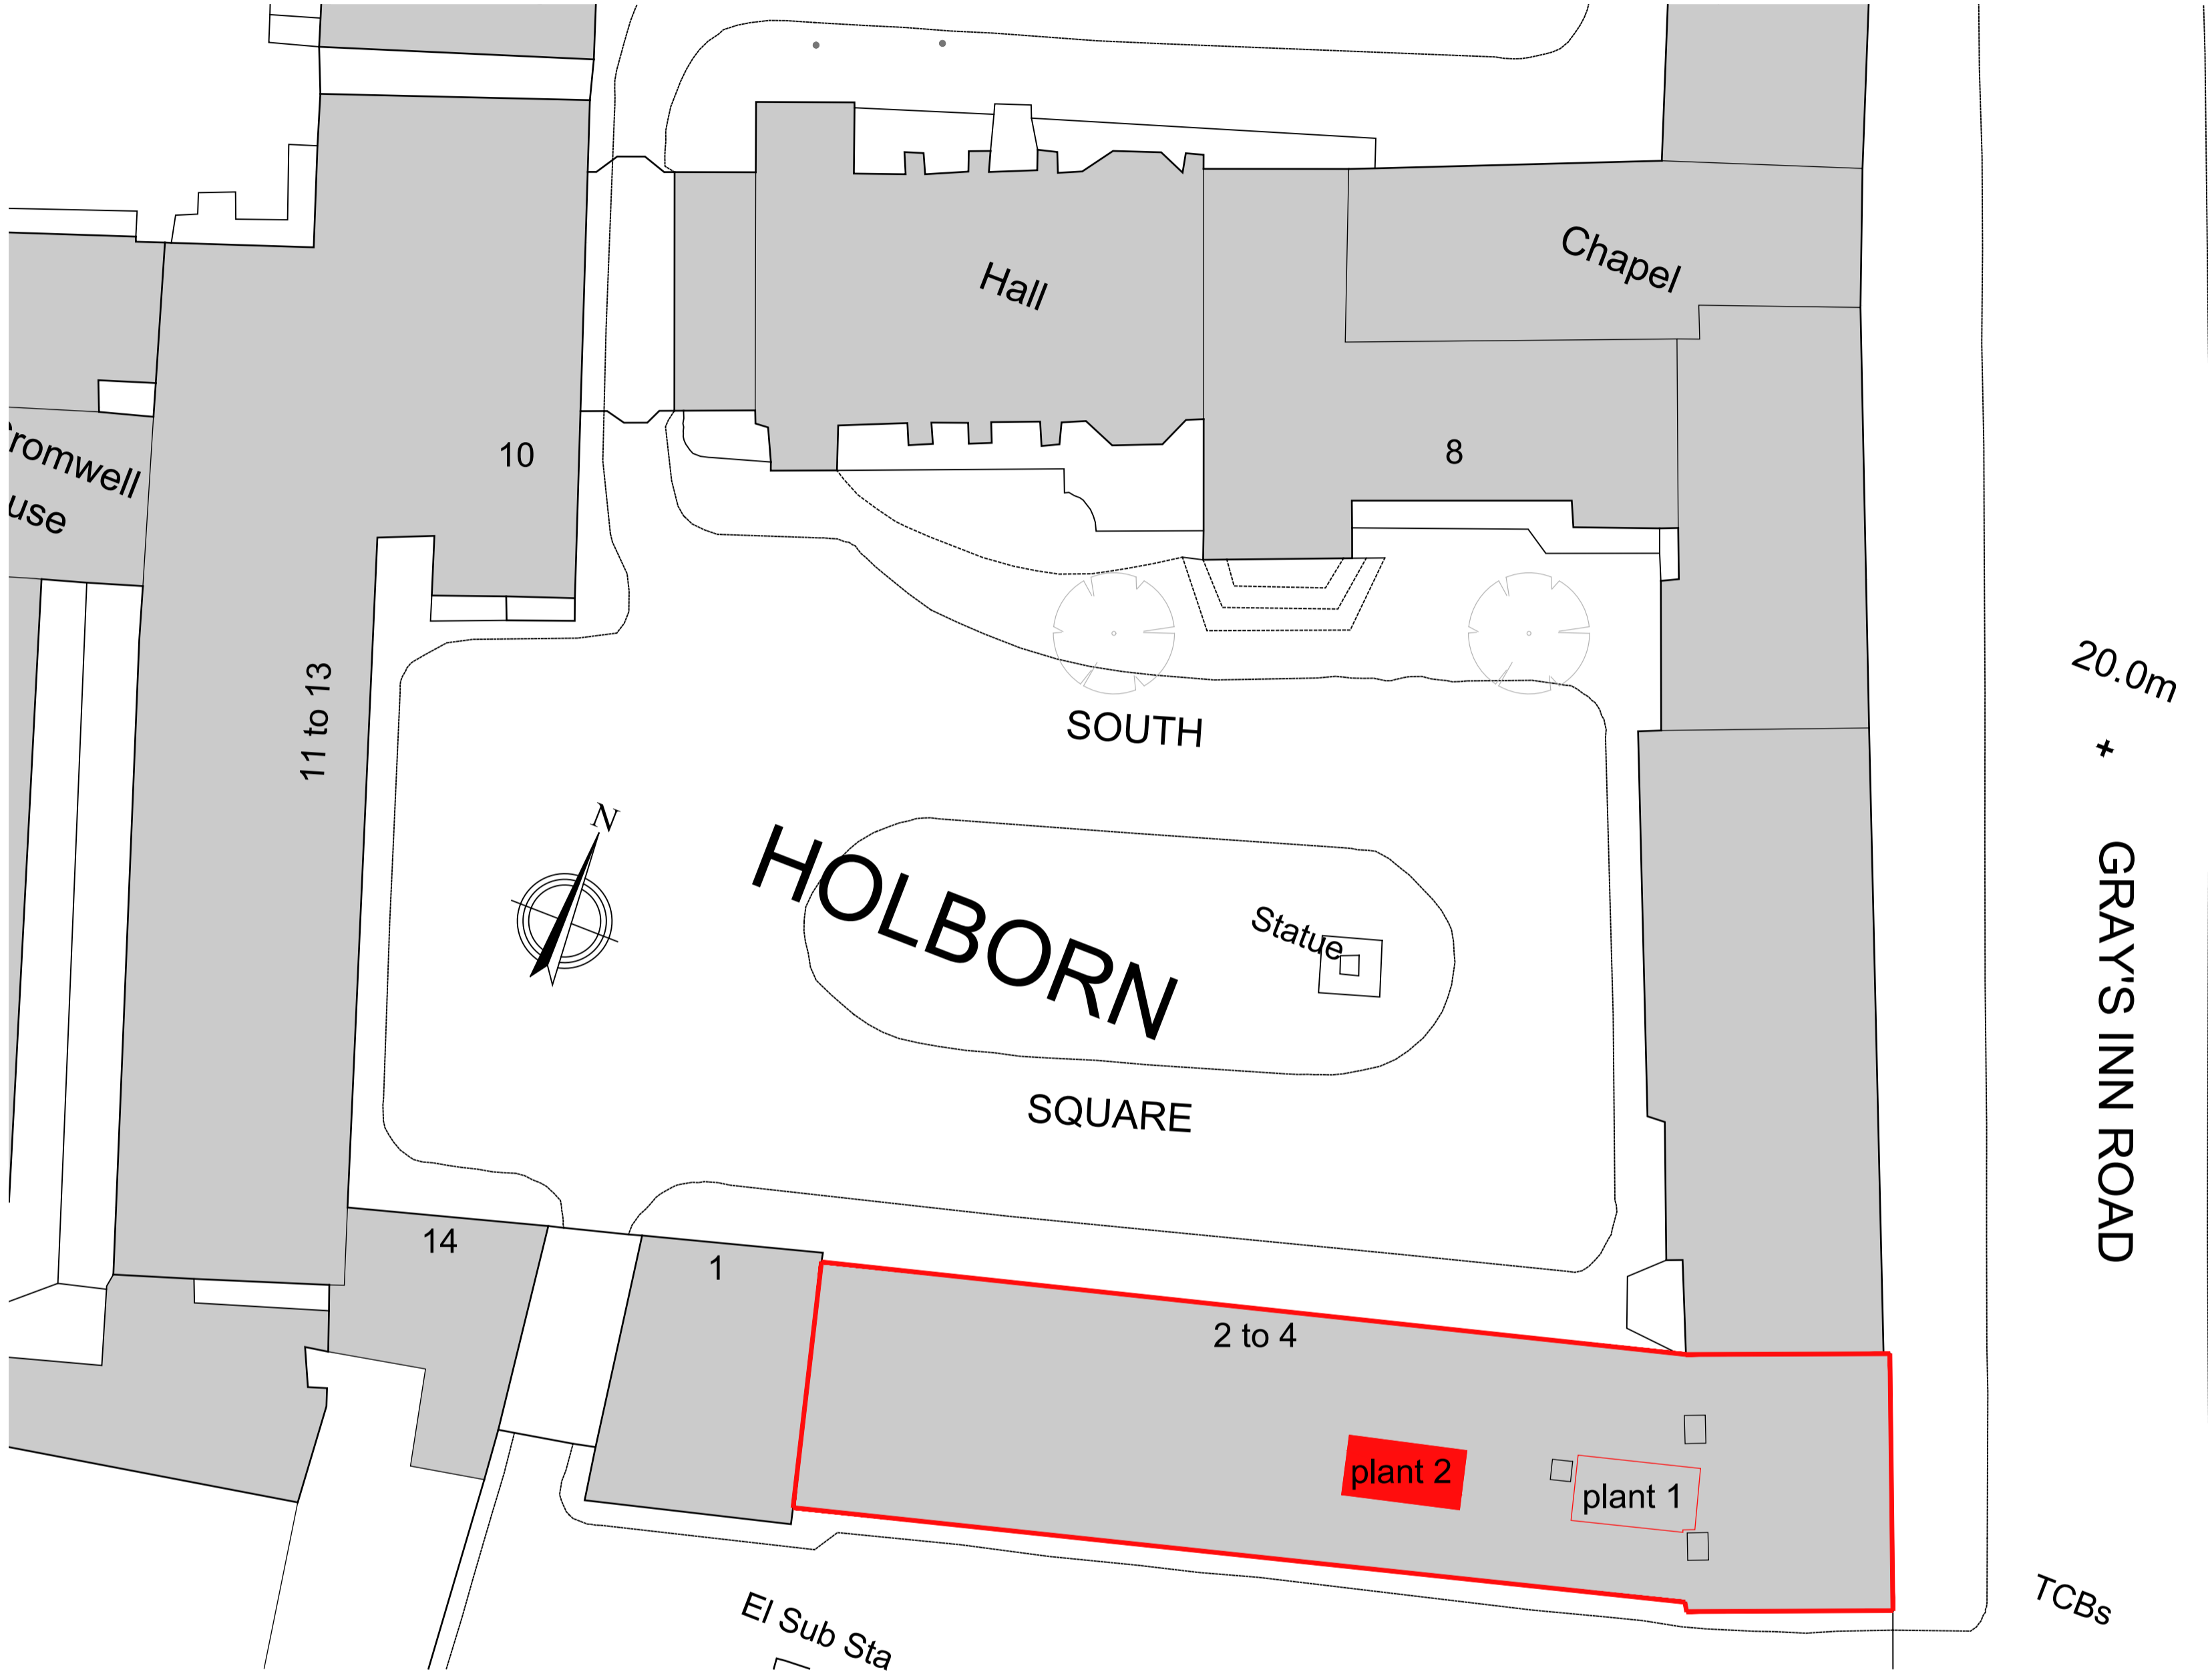 Hall
Chapel
10
8
Cromwell
use
11 to 13
20.0m
+
SOUTH
N
HOLBORN
Statue
GRAY'S INN ROAD
SQUARE
14
1
2 to 4
plant 2
plant 1
El Sub Sta
TCBs